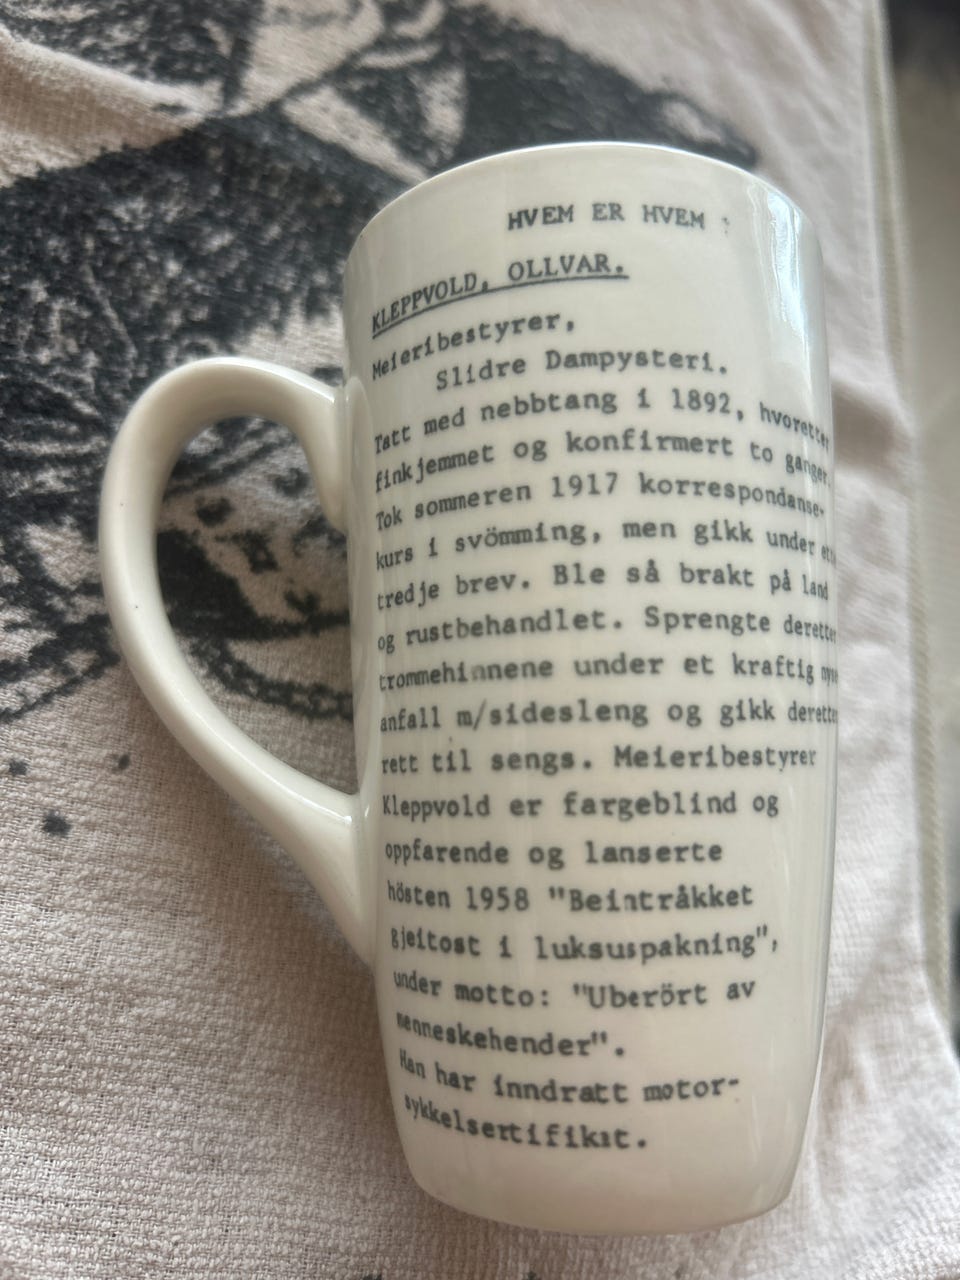 HVEM ER HVEM :
KLEPPVOLD, OLLVAR.
Meieribestyrer,
Slidre Dampysteri.
Tatt med nebbtang i 1892, hvoretter
finkjemmet og konfirmert to ganger.
Tok sommeren 1917 korrespondanse-
kurs i svömming, men gikk under
tredje brev. Ble så brakt på land
og rustbehandlet. Sprengte deretter
trommehinnene under et kraftig
anfall m/sidesleng og gikk deretter
rett til sengs. Meieribestyrer
Kleppvold er fargeblind og
oppfarende og lanserte
hösten 1958 "Beintråkket
gjeitost i luksuspakning",
under motto: "Uberört av
menneskehender".
Han har inndratt motor-
sykkelsertifikat.